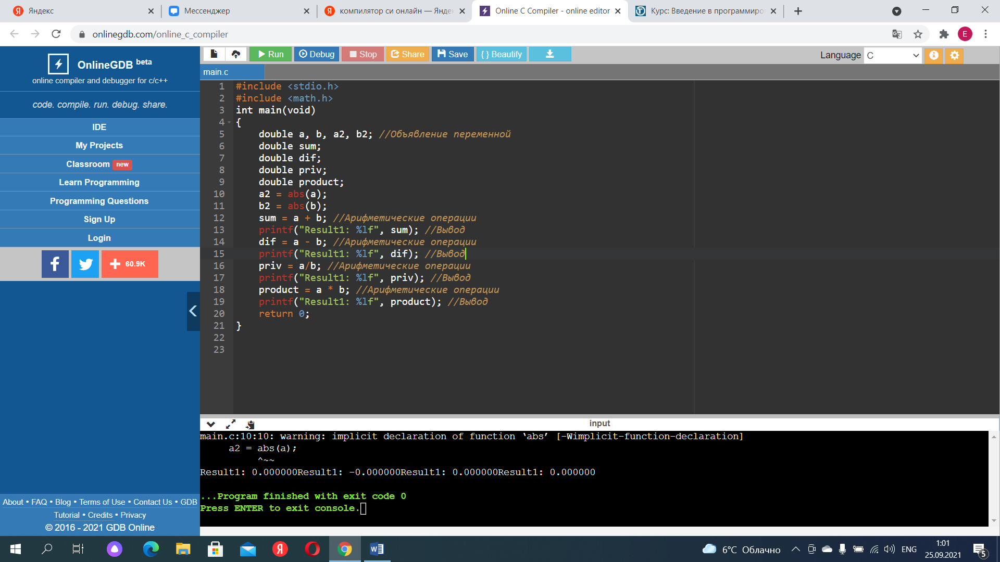 Яндекс
Мессенджер
компилятор си онлайн — Янде
Online C Compiler - online editor
Курс: Введение в программиро
onlinegdb.com/online_c_compiler
E
OnlineGDB beta
online compiler and debugger for c/c++
code. compile. run. debug. share.
IDE
My Projects
Classroom new
Learn Programming
Programming Questions
Sign Up
Login
60.9K
About • FAQ • Blog • Terms of Use • Contact Us • GDB
Tutorial • Credits • Privacy
© 2016 - 2021 GDB Online
Run Debug Stop Share Save { } Beautify
Language C
main.c
1 #include <stdio.h>
2 #include <math.h>
3 int main(void)
4 {
5 double a, b, a2, b2; //Объявление переменной
6 double sum;
7 double dif;
8 double priv;
9 double product;
10 a2 = abs(a);
11 b2 = abs(b);
12 sum = a + b; //Арифметические операции
13 printf("Result1: %lf", sum); //Вывод
14 dif = a - b; //Арифметические операции
15 printf("Result1: %lf", dif); //Вывод
16 priv = a/b; //Арифметические операции
17 printf("Result1: %lf", priv); //Вывод
18 product = a * b; //Арифметические операции
19 printf("Result1: %lf", product); //Вывод
20 return 0;
21 }
22
23
input
main.c:10:10: warning: implicit declaration of function ‘abs’ [-Wimplicit-function-declaration]
a2 = abs(a);
^~~
Result1: 0.000000Result1: -0.000000Result1: 0.000000Result1: 0.000000
...Program finished with exit code 0
Press ENTER to exit console.
6°C Облачно
ENG
1:01
25.09.2021
5